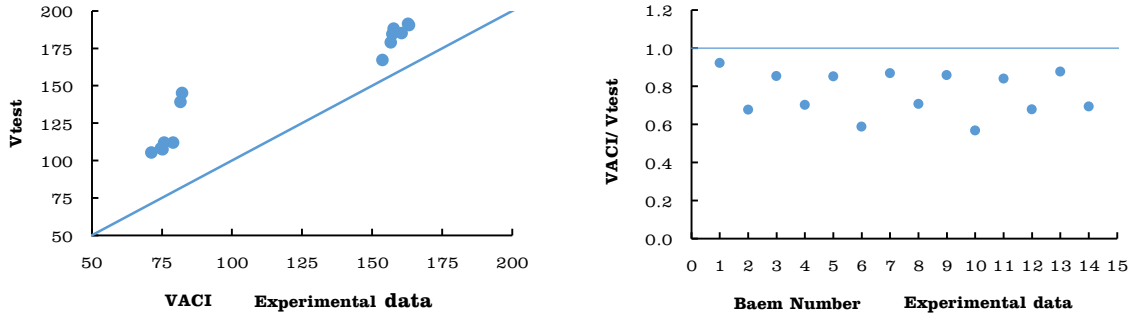 200
175
150
125
100
75
50
Vtest
50 75 100 125 150 175 200
VACI Experimental data
1.2
1.0
0.8
0.6
0.4
0.2
0.0
VACI/ Vtest
0 1 2 3 4 5 6 7 8 9 10 11 12 13 14 15
Baem Number Experimental data